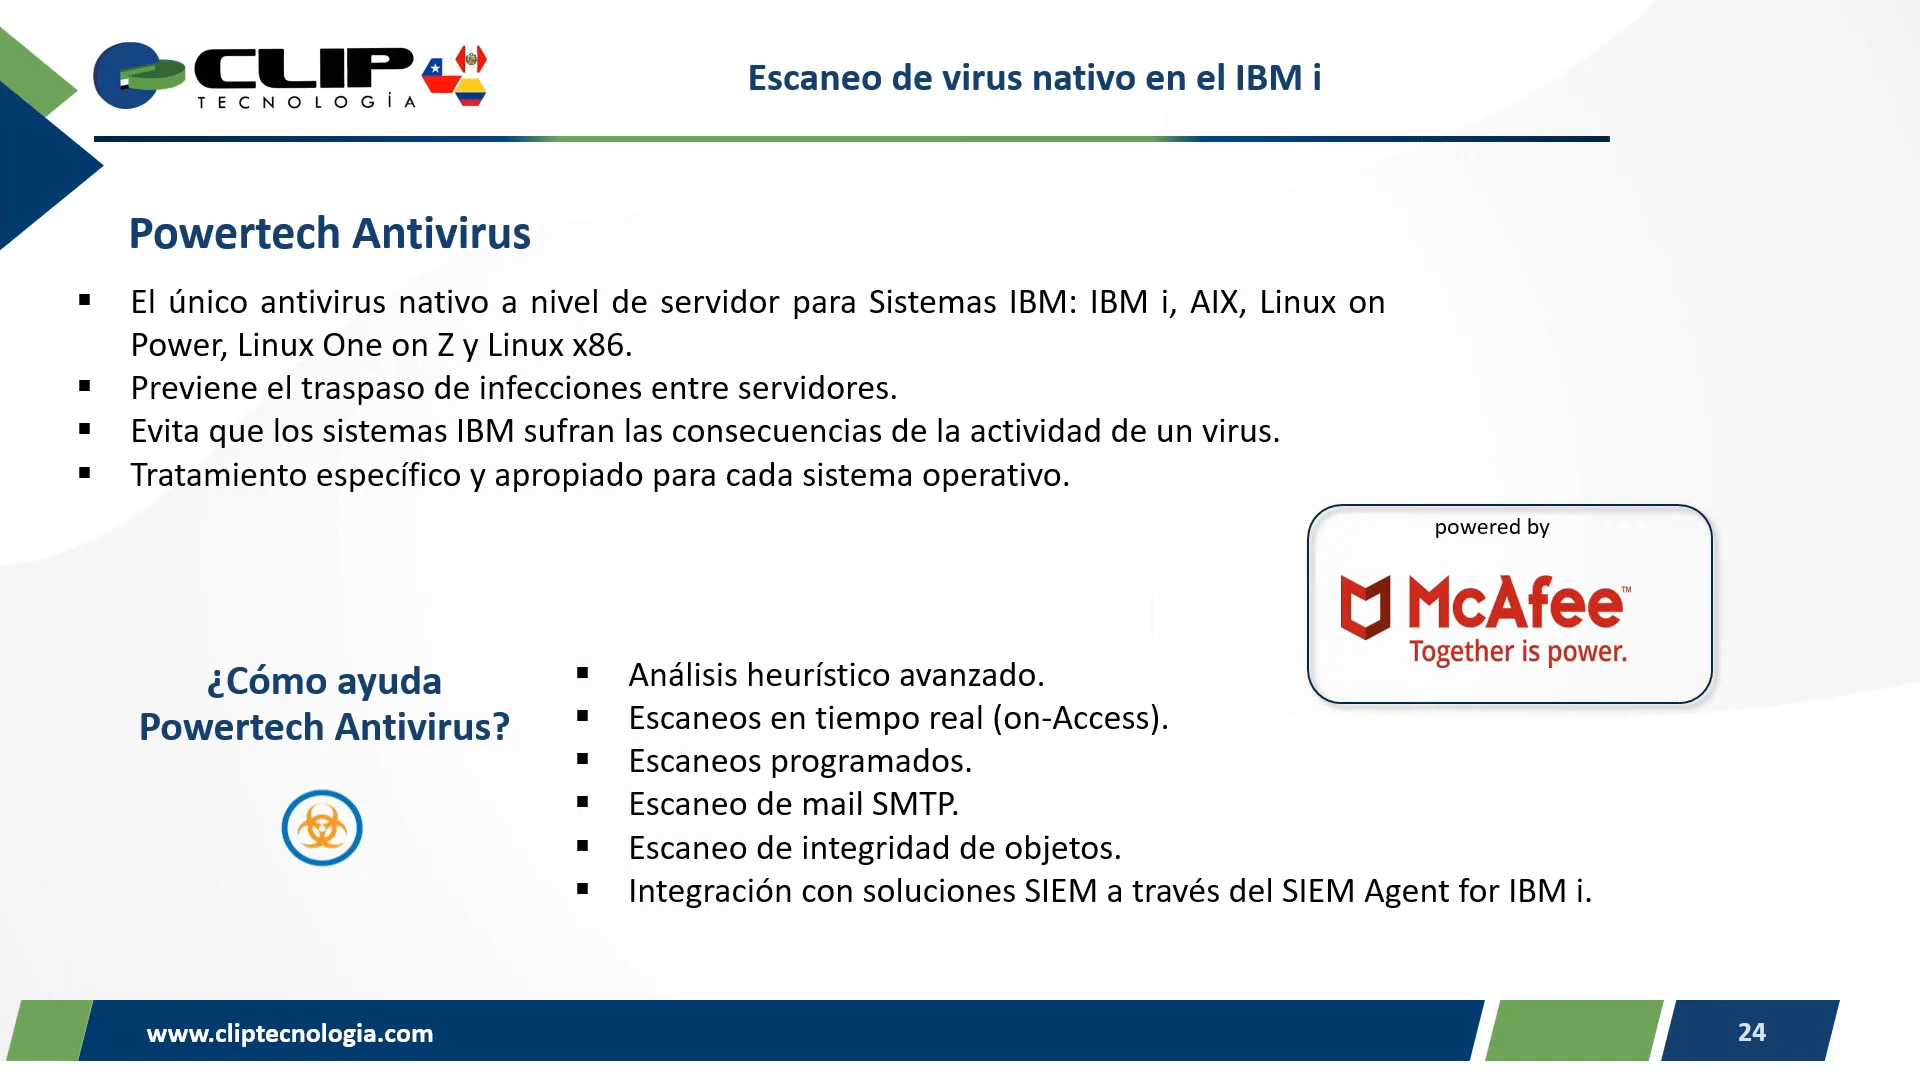 CLIP
TECNOLOGÍA
Escaneo de virus nativo en el IBM i
Powertech Antivirus
▪ El único antivirus nativo a nivel de servidor para Sistemas IBM: IBM i, AIX, Linux on
Power, Linux One on Z y Linux x86.
▪ Previene el traspaso de infecciones entre servidores.
▪ Evita que los sistemas IBM sufran las consecuencias de la actividad de un virus.
▪ Tratamiento específico y apropiado para cada sistema operativo.
powered by
McAfee™
Together is power.
¿Cómo ayuda
Powertech Antivirus?
▪ Análisis heurístico avanzado.
▪ Escaneos en tiempo real (on-Access).
▪ Escaneos programados.
▪ Escaneo de mail SMTP.
▪ Escaneo de integridad de objetos.
▪ Integración con soluciones SIEM a través del SIEM Agent for IBM i.
www.cliptecnologia.com
24